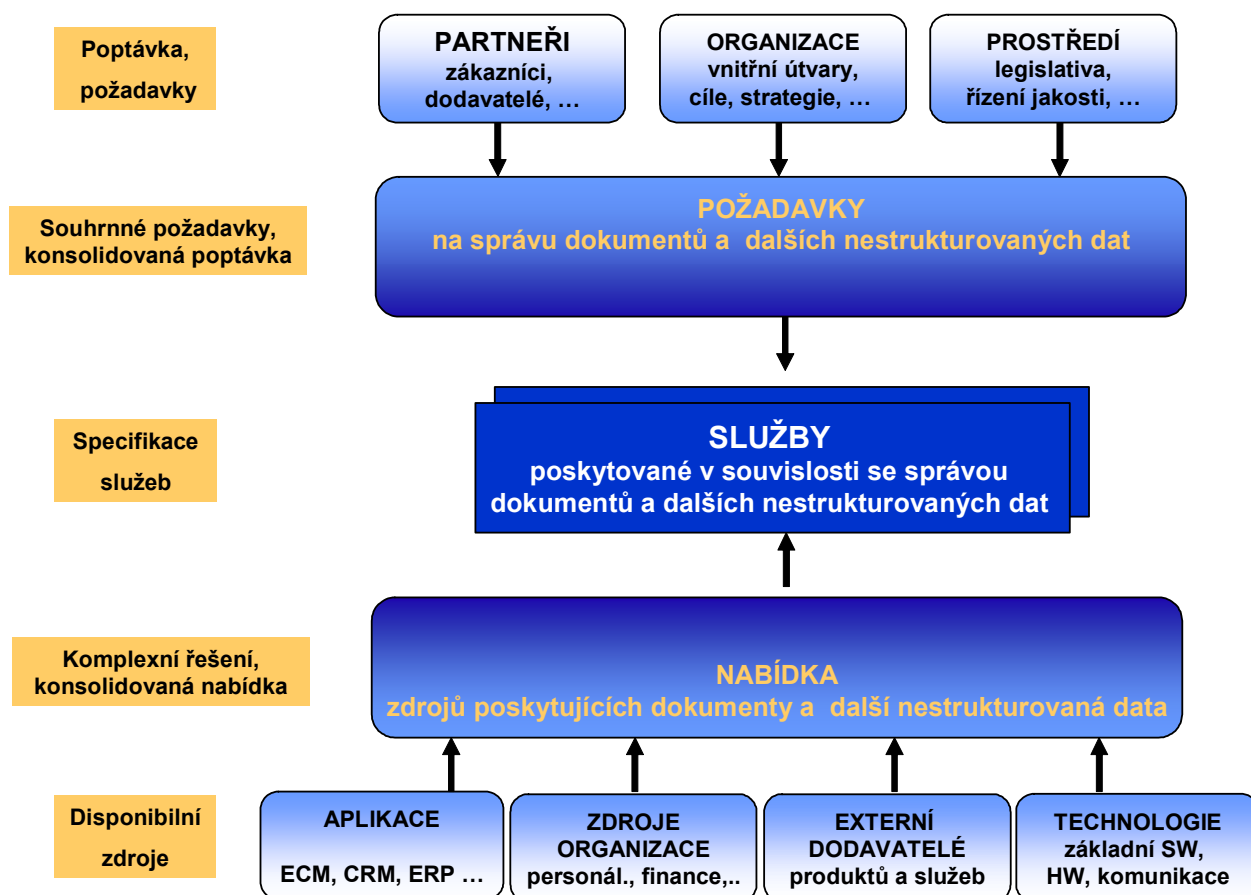 Poptávka,
požadavky
PARTNEŘI
zákazníci,
dodavatelé, …
ORGANIZACE
vnitřní útvary,
cíle, strategie, …
PROSTŘEDÍ
legislativa,
řízení jakosti, …
Souhrnné požadavky,
konsolidovaná poptávka
POŽADAVKY
na správu dokumentů a dalších nestrukturovaných dat
Specifikace
služeb
SLUŽBY
poskytované v souvislosti se správou
dokumentů a dalších nestrukturovaných dat
Komplexní řešení,
konsolidovaná nabídka
NABÍDKA
zdrojů poskytujících dokumenty a další nestrukturovaná data
Disponibilní
zdroje
APLIKACE
ECM, CRM, ERP …
ZDROJE
ORGANIZACE
personál., finance,..
EXTERNÍ
DODAVATELÉ
produktů a služeb
TECHNOLOGIE
základní SW,
HW, komunikace